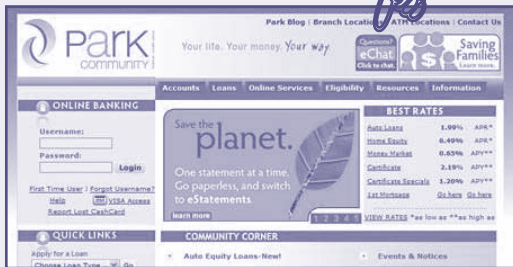 Park Blog | Branch Locations | ATM Locations | Contact Us
Park
COMMUNITY
Your life. Your money. Your way
Questions?
eChat
Click to chat.
Saving
Families
Learn more.
Accounts Loans Online Services Eligibility Resources Information
ONLINE BANKING
Username:
Password:
Login
First Time User | Forgot Username?
Help VISA Access
Report Lost CashCard
QUICK LINKS
Apply for a Loan
Choose Loan Type... Go
Save the
planet.
One statement at a time.
Go paperless, and switch
to eStatements.
learn more
1 2 3 4 5
BEST RATES
Auto Loans 1.99% APR*
Home Equity 0.49% APR*
Money Market 0.65% APY**
Certificate 2.19% APY**
Certificate Specials 1.20% APY**
1st Mortgage Go here Go here
VIEW RATES *as low as **as high as
COMMUNITY CORNER
Auto Equity Loans-New!
Events & Notices